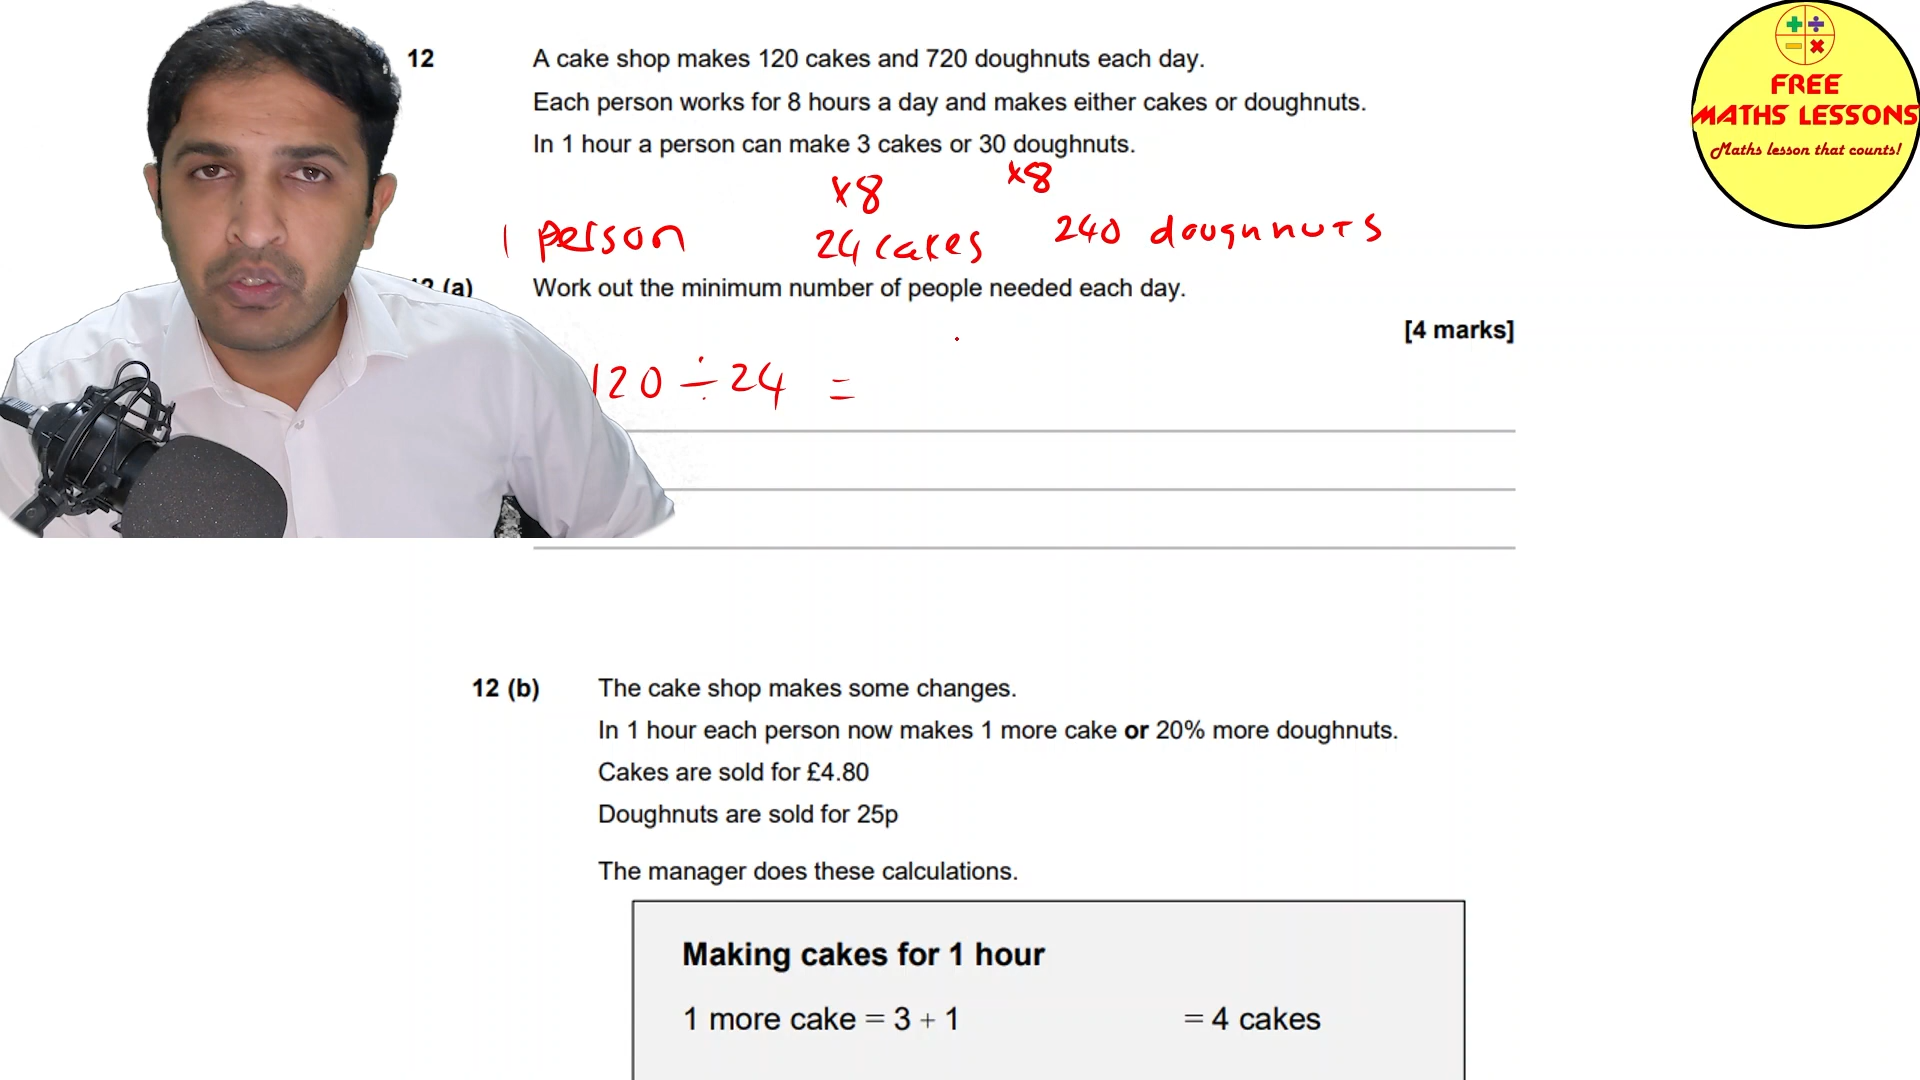 12 A cake shop makes 120 cakes and 720 doughnuts each day.
Each person works for 8 hours a day and makes either cakes or doughnuts.
In 1 hour a person can make 3 cakes or 30 doughnuts.
×8 ×8
1 person 24 cakes 240 doughnuts
12 (a) Work out the minimum number of people needed each day.
[4 marks]
120 ÷ 24 =
12 (b) The cake shop makes some changes.
In 1 hour each person now makes 1 more cake or 20% more doughnuts.
Cakes are sold for £4.80
Doughnuts are sold for 25p
The manager does these calculations.
Making cakes for 1 hour
1 more cake = 3 + 1 = 4 cakes
FREE
MATHS LESSONS
Maths lesson that counts!